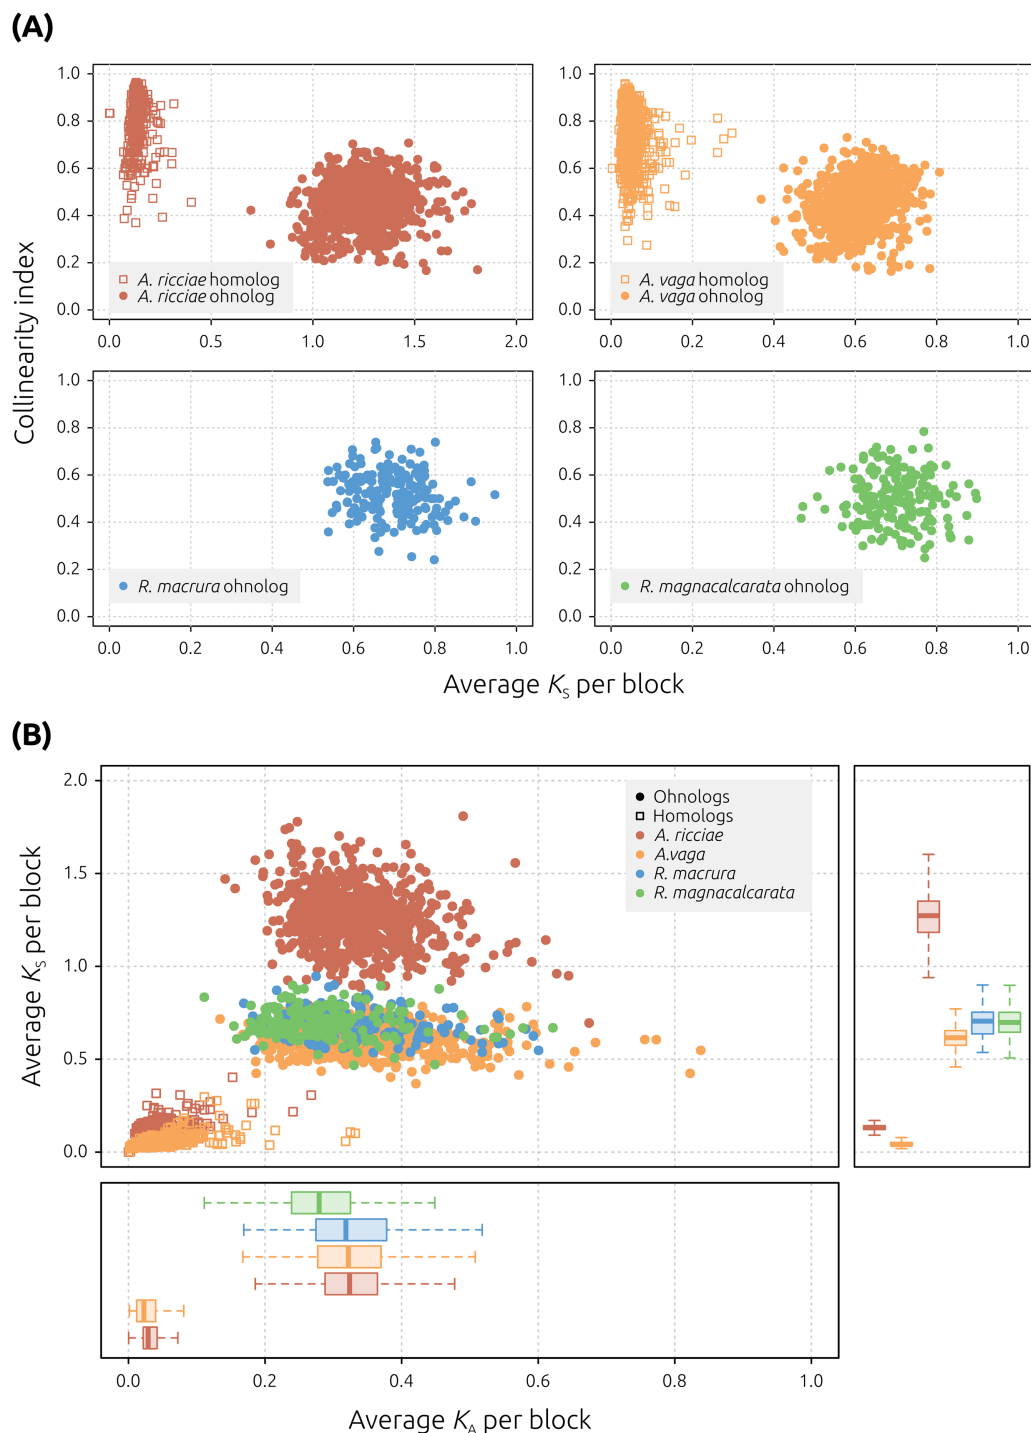 (A)
Collinearity index
1.0
0.8
0.6
0.4
0.2
0.0
A. ricciae homolog
A. ricciae ohnolog
0.0 0.5 1.0 1.5 2.0
1.0
0.8
0.6
0.4
0.2
0.0
A. vaga homolog
A. vaga ohnolog
0.0 0.2 0.4 0.6 0.8 1.0
1.0
0.8
0.6
0.4
0.2
0.0
R. macrura ohnolog
0.0 0.2 0.4 0.6 0.8 1.0
1.0
0.8
0.6
0.4
0.2
0.0
R. magnacalcarata ohnolog
0.0 0.2 0.4 0.6 0.8 1.0
Average KS per block
(B)
Average KS per block
2.0
1.5
1.0
0.5
0.0
Ohnologs
Homologs
A. ricciae
A.vaga
R. macrura
R. magnacalcarata
0.0 0.2 0.4 0.6 0.8 1.0
Average KA per block